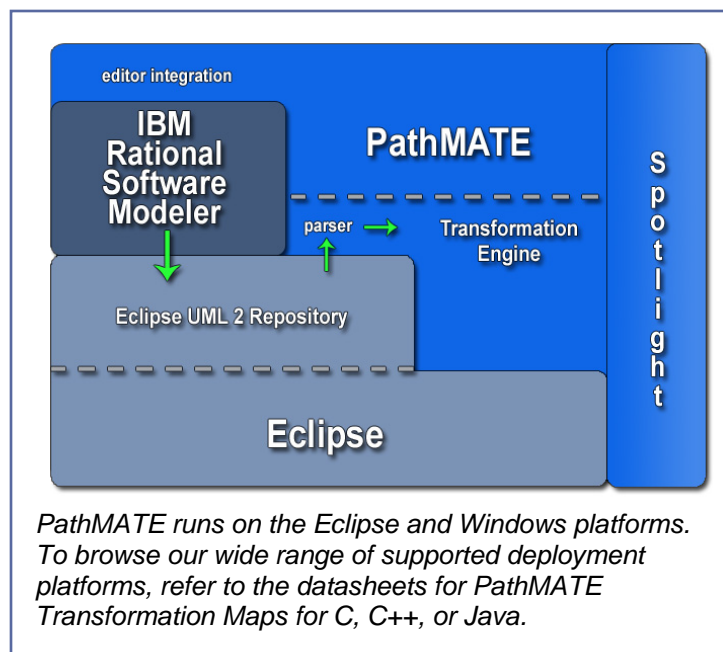 editor integration
IBM
Rational
Software
Modeler
PathMATE
parser
Transformation
Engine
Eclipse UML 2 Repository
Eclipse
Spotlight
PathMATE runs on the Eclipse and Windows platforms.
To browse our wide range of supported deployment
platforms, refer to the datasheets for PathMATE
Transformation Maps for C, C++, or Java.